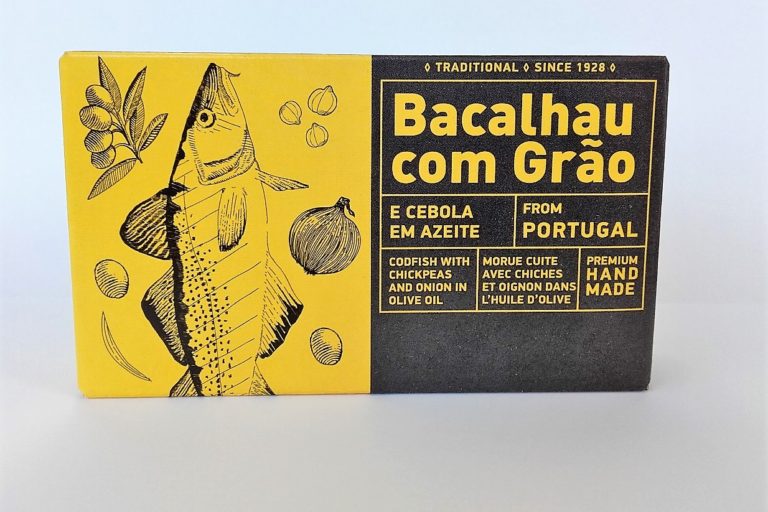 ◊ TRADITIONAL ◊ SINCE 1928 ◊
Bacalhau
com Grão
E CEBOLA
EM AZEITE
FROM
PORTUGAL
CODFISH WITH
CHICKPEAS
AND ONION IN
OLIVE OIL
MORUE CUITE
AVEC CHICHES
ET OIGNON DANS
L'HUILE D'OLIVE
PREMIUM
HAND
MADE